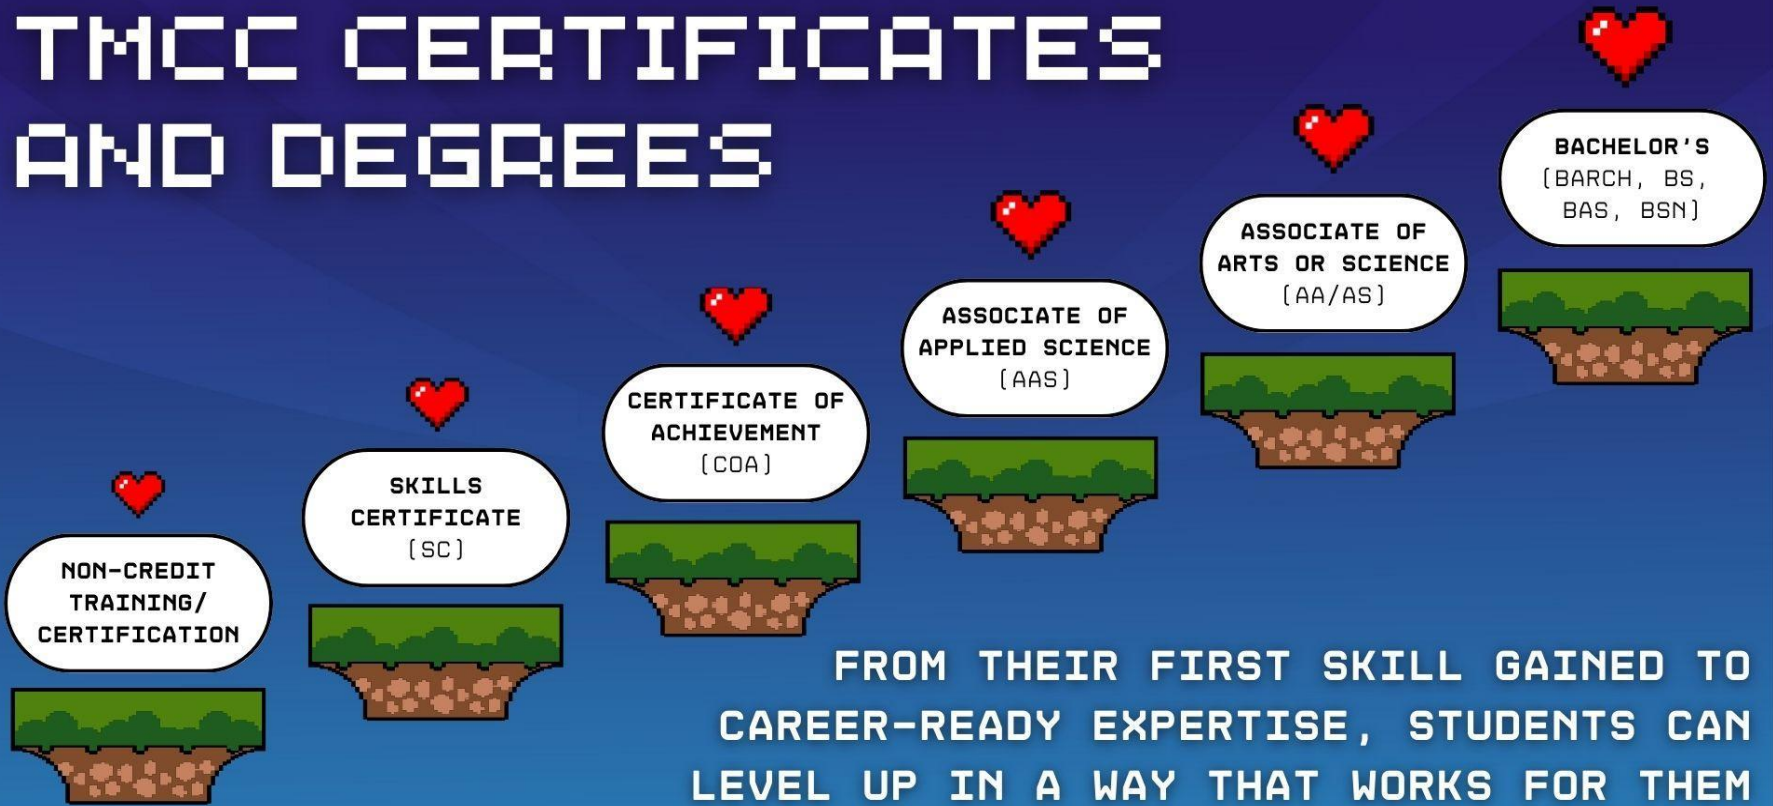 TMCC CERTIFICATES
AND DEGREES
NON-CREDIT
TRAINING/
CERTIFICATION
SKILLS
CERTIFICATE
(SC)
CERTIFICATE OF
ACHIEVEMENT
(COA)
ASSOCIATE OF
APPLIED SCIENCE
(AAS)
ASSOCIATE OF
ARTS OR SCIENCE
(AA/AS)
BACHELOR'S
(BARCH, BS,
BAS, BSN)
FROM THEIR FIRST SKILL GAINED TO
CAREER-READY EXPERTISE, STUDENTS CAN
LEVEL UP IN A WAY THAT WORKS FOR THEM